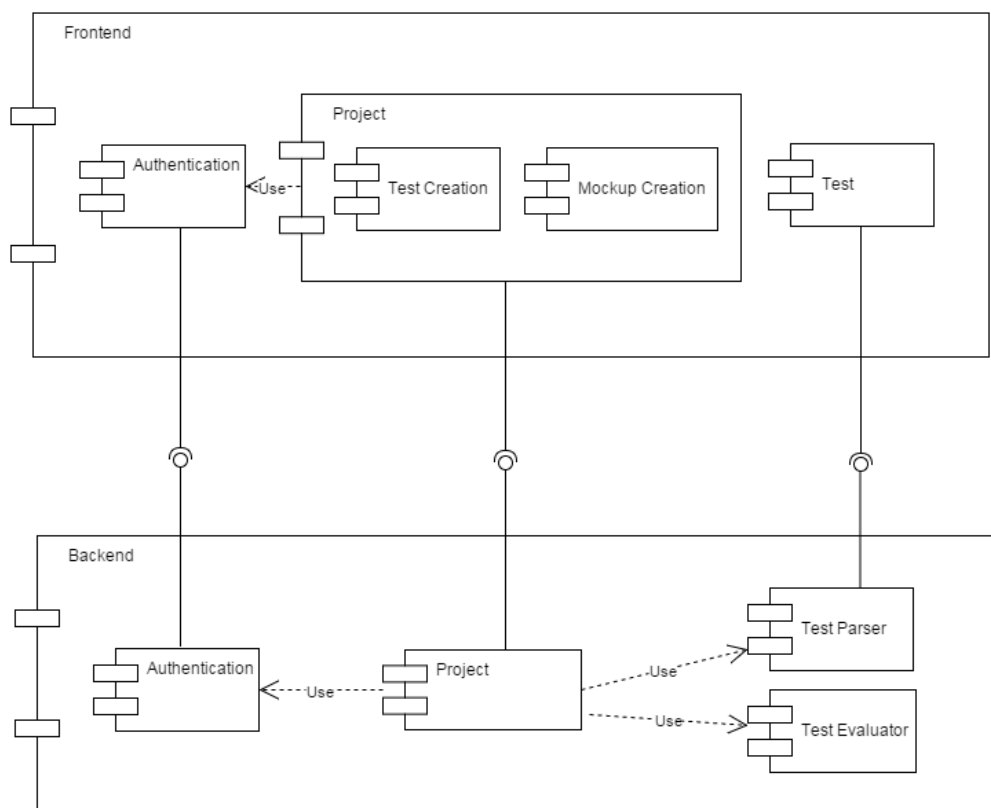 Frontend
Project
Authentication
Use
Test Creation
Mockup Creation
Test
Backend
Authentication
Use
Project
Use
Use
Test Parser
Test Evaluator